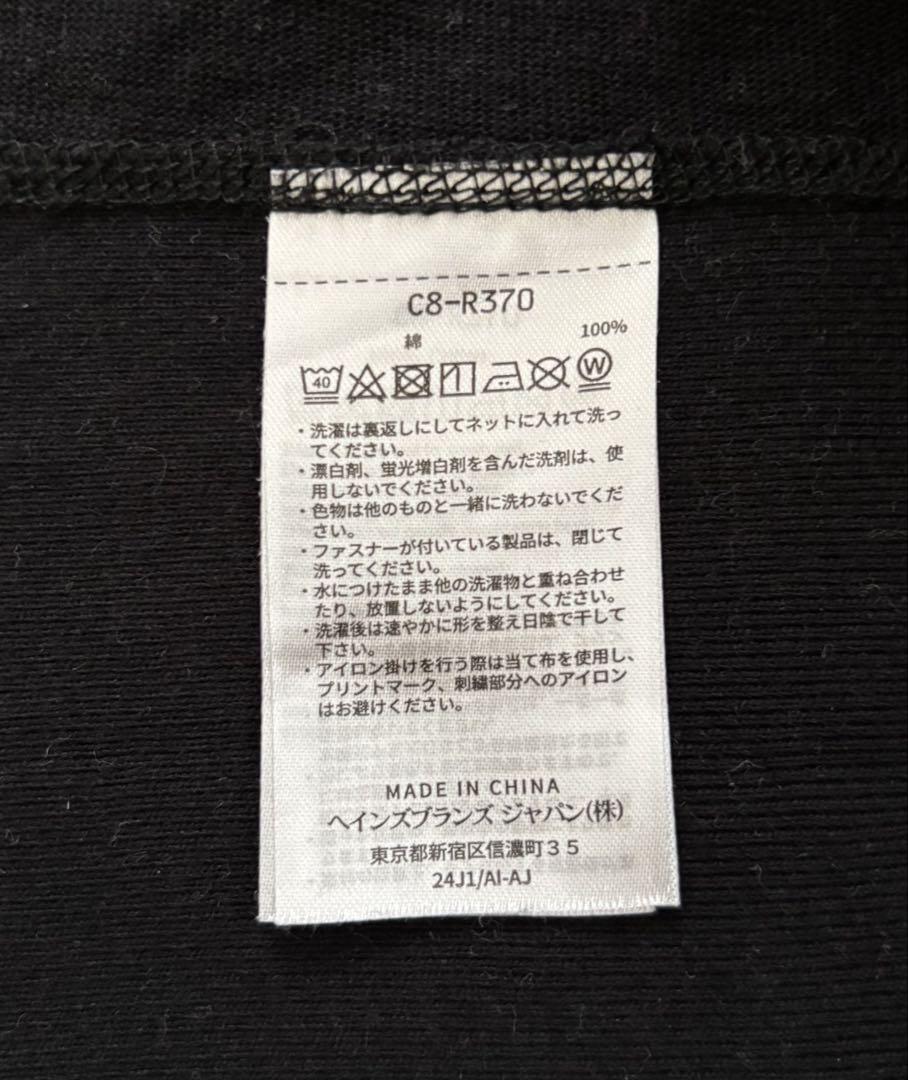 C8-R370
綿 100%
40 W
・洗濯は裏返しにしてネットに入れて洗っ
てください。
・漂白剤、蛍光増白剤を含んだ洗剤は、使
用しないでください。
・色物は他のものと一緒に洗わないでくだ
さい。
・ファスナーが付いている製品は、閉じて
洗ってください。
・水につけたまま他の洗濯物と重ね合わせ
たり、放置しないようにしてください。
・洗濯後は速やかに形を整え日陰で干して
下さい。
・アイロン掛けを行う際は当て布を使用し、
プリントマーク、刺繍部分へのアイロン
はお避けください。
MADE IN CHINA
ヘインズブランズ ジャパン(株)
東京都新宿区信濃町35
24J1/AI-AJ